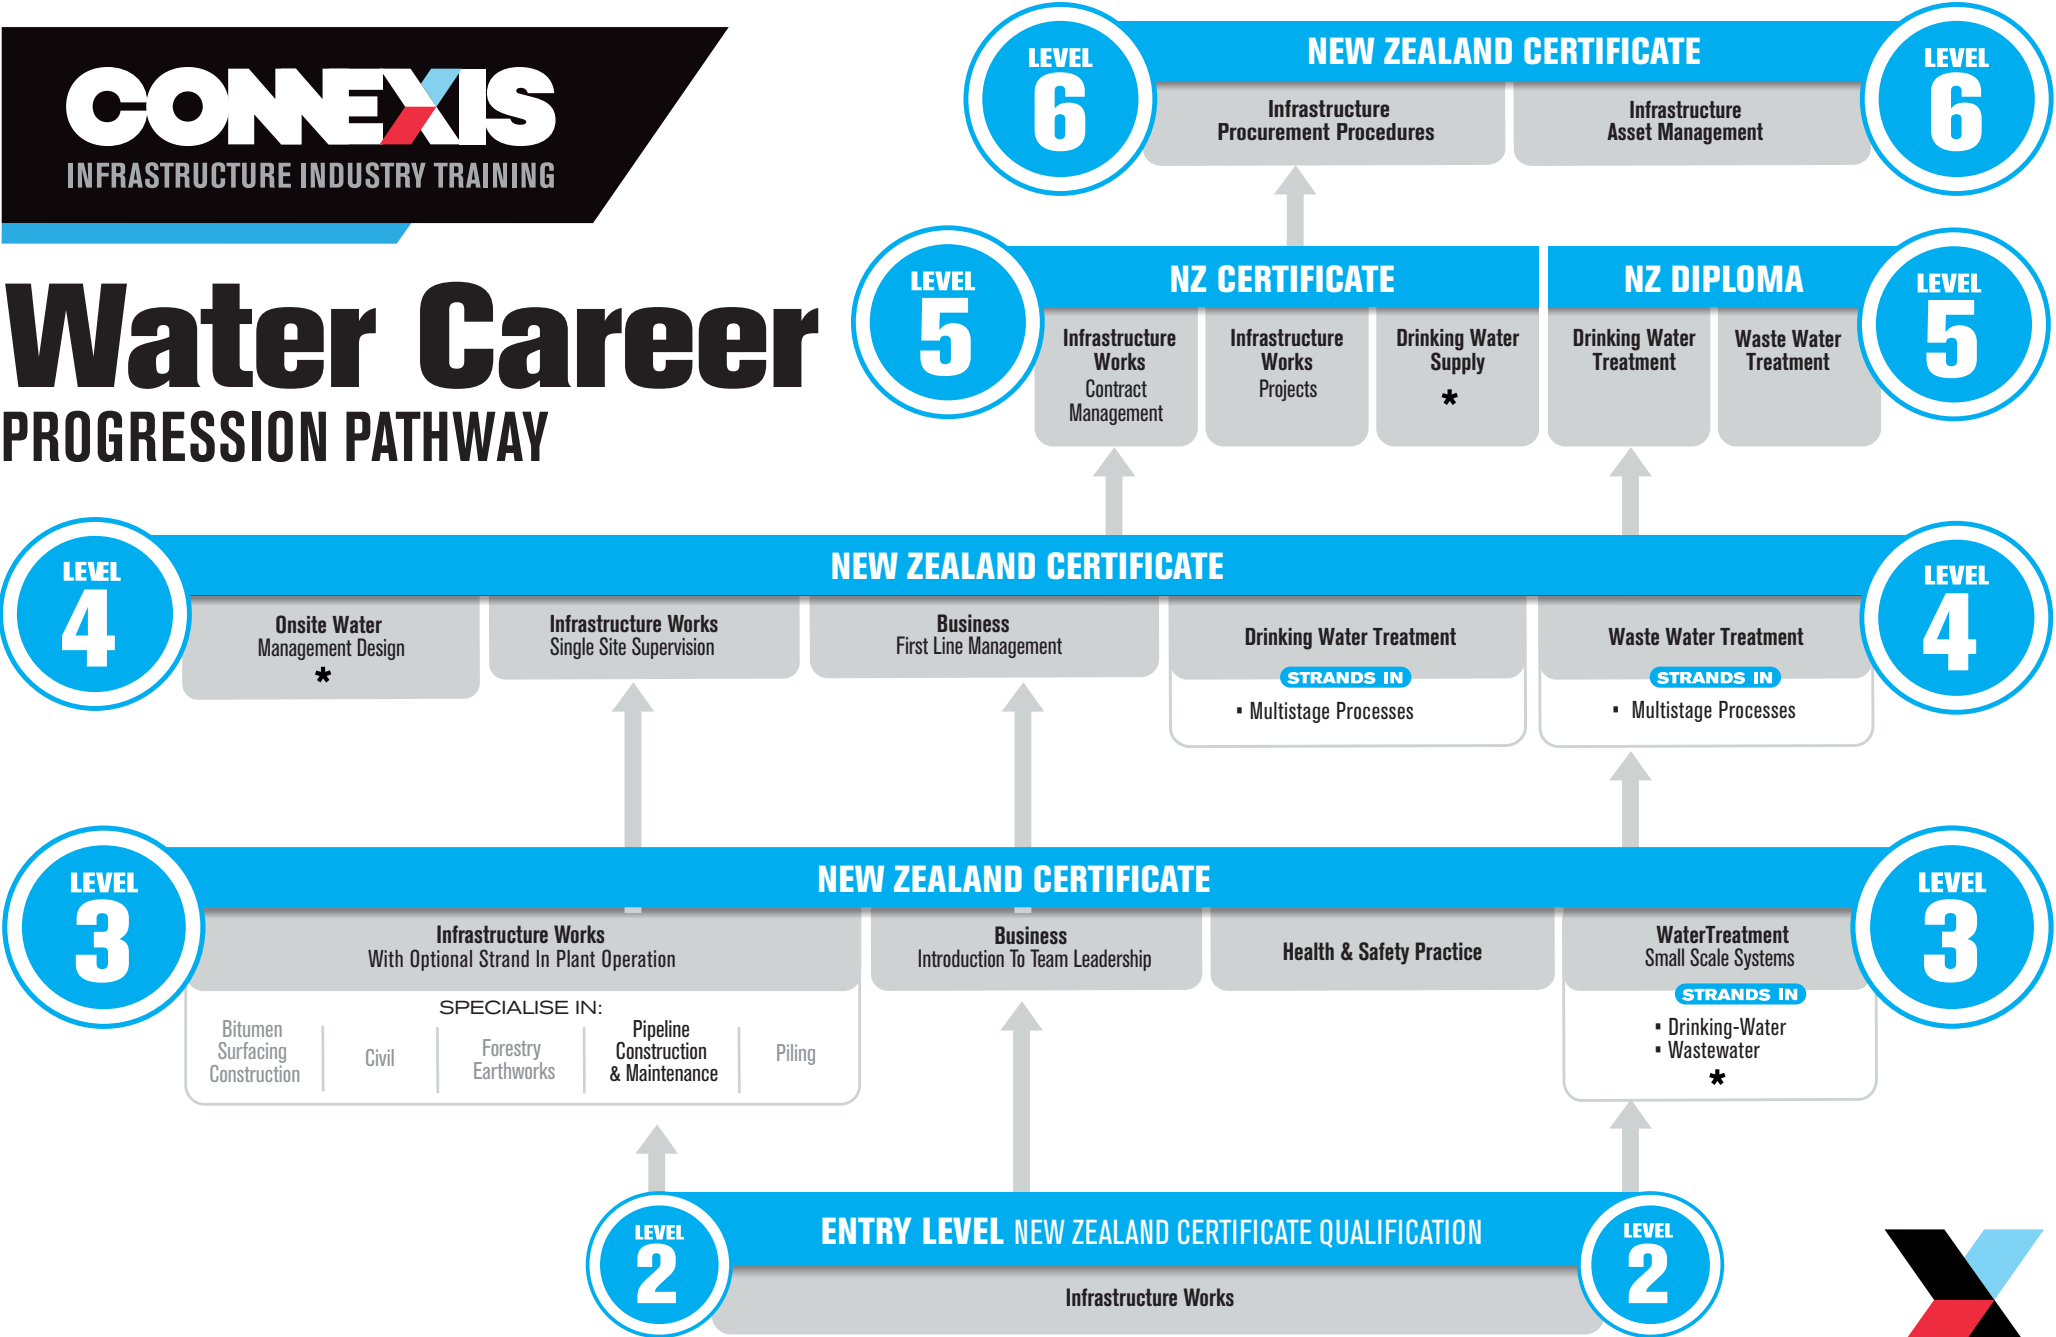 CONNEXIS
INFRASTRUCTURE INDUSTRY TRAINING
Water Career
PROGRESSION PATHWAY
LEVEL
6
NEW ZEALAND CERTIFICATE
LEVEL
6
Infrastructure
Procurement Procedures
Infrastructure
Asset Management
LEVEL
5
NZ CERTIFICATE
NZ DIPLOMA
LEVEL
5
Infrastructure
Works
Contract
Management
Infrastructure
Works
Projects
Drinking Water
Supply
*
Drinking Water
Treatment
Waste Water
Treatment
LEVEL
4
NEW ZEALAND CERTIFICATE
LEVEL
4
Onsite Water
Management Design
*
Infrastructure Works
Single Site Supervision
Business
First Line Management
Drinking Water Treatment
STRANDS IN
▪ Multistage Processes
Waste Water Treatment
STRANDS IN
▪ Multistage Processes
LEVEL
3
NEW ZEALAND CERTIFICATE
LEVEL
3
Infrastructure Works
With Optional Strand In Plant Operation
SPECIALISE IN:
Bitumen
Surfacing
Construction
Civil
Forestry
Earthworks
Pipeline
Construction
& Maintenance
Piling
Business
Introduction To Team Leadership
Health & Safety Practice
WaterTreatment
Small Scale Systems
STRANDS IN
▪ Drinking-Water
▪ Wastewater
*
LEVEL
2
ENTRY LEVEL NEW ZEALAND CERTIFICATE QUALIFICATION
LEVEL
2
Infrastructure Works